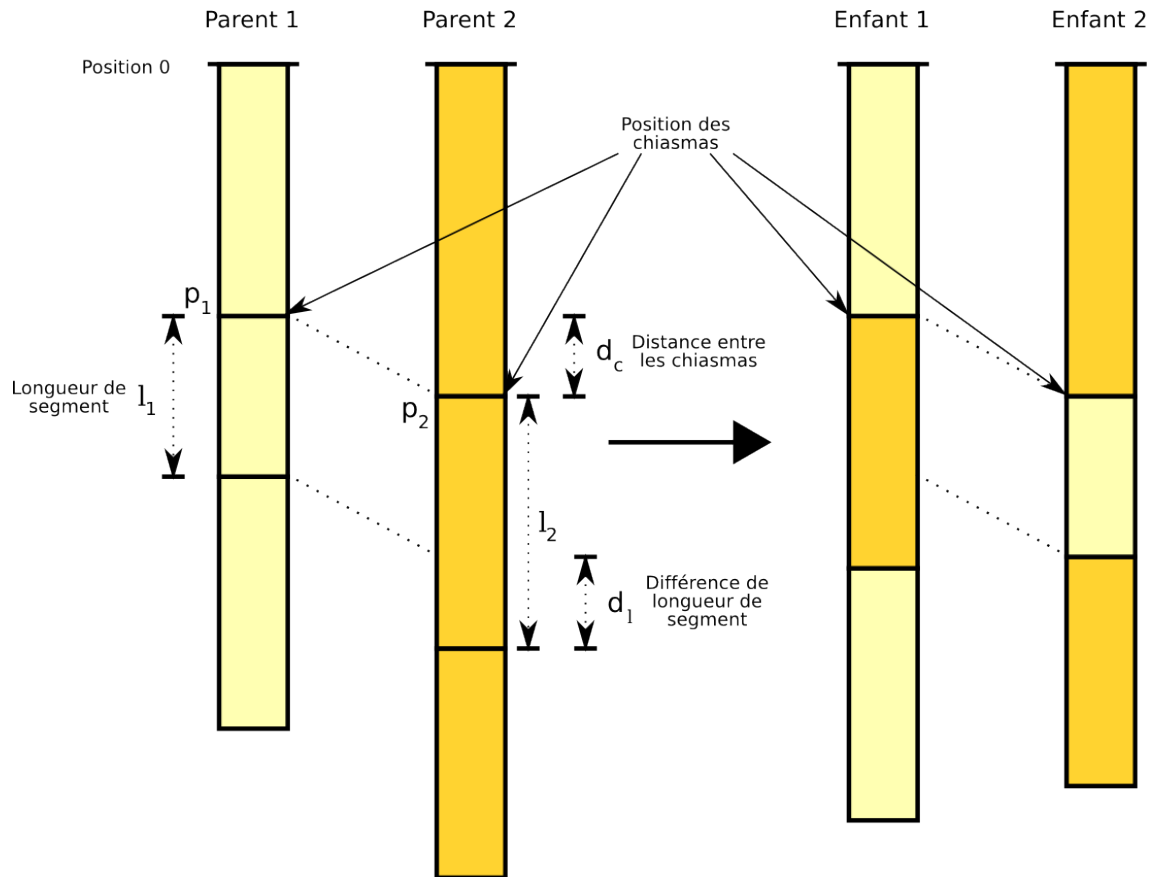 Parent 1
Parent 2
Enfant 1
Enfant 2
Position 0
Position des
chiasmas
p1
Longueur de
segment
l1
p2
dc
Distance entre
les chiasmas
l2
dl
Différence de
longueur de
segment